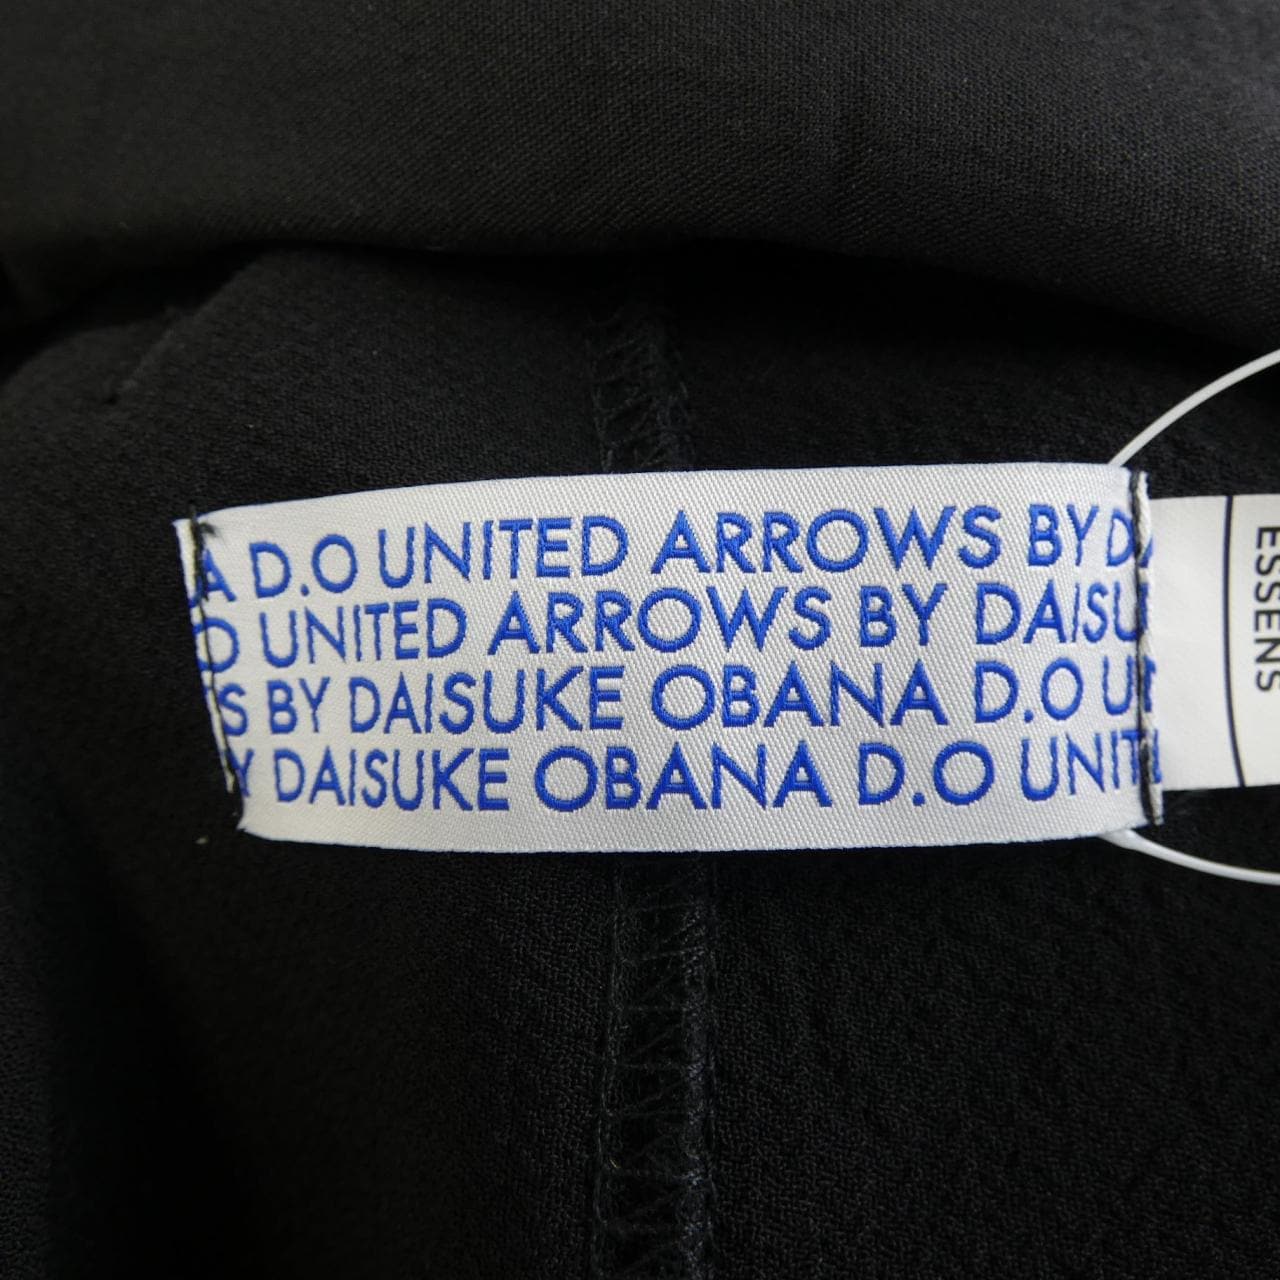 A D.O UNITED ARROWS BY DA
O UNITED ARROWS BY DAISU
S BY DAISUKE OBANA D.O U
Y DAISUKE OBANA D.O UNIT
ESSENS